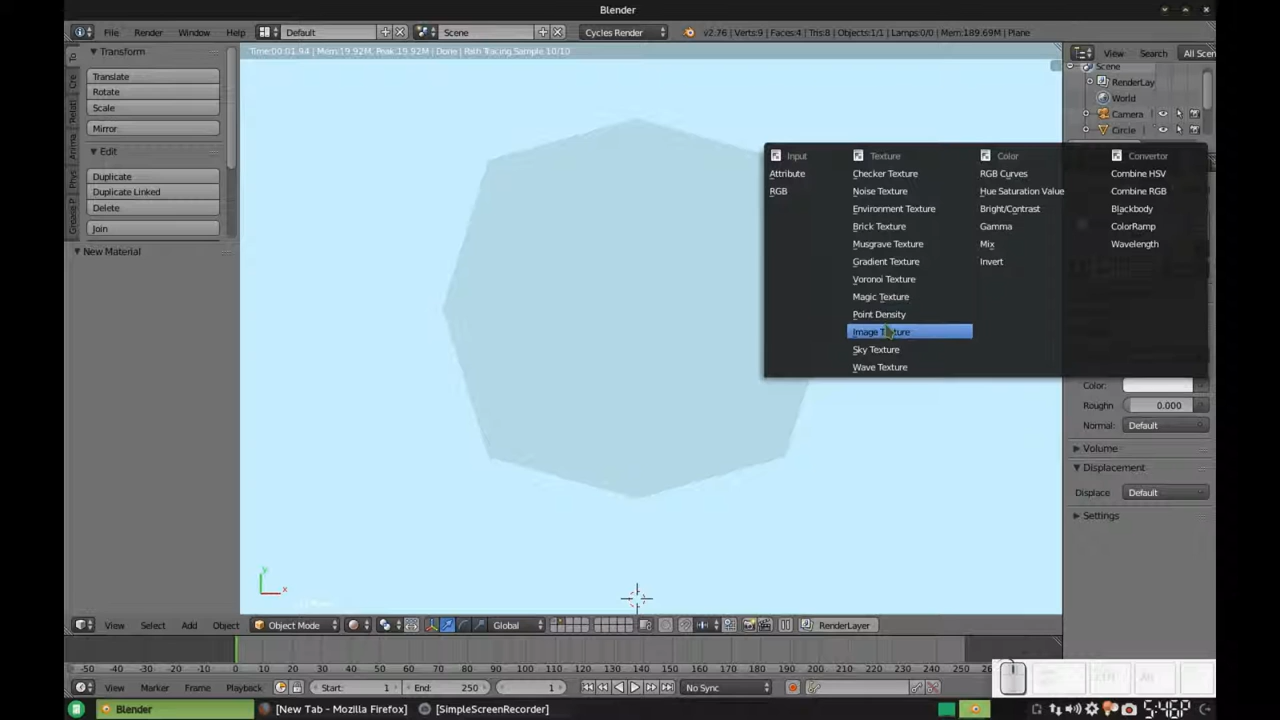 Blender
File Render Window Help Default Scene Cycles Render v2.76 | Verts:9 | Faces:4 | Tris:8 | Objects:1/1 | Lamps:0/0 | Mem:189.69M | Plane
Time:00:01.94 | Mem:19.92M, Peak:19.92M | Done | Path Tracing Sample 10/10
Transform
Translate
Rotate
Scale
Mirror
Edit
Duplicate
Duplicate Linked
Delete
Join
New Material
To
Cre
Relati
Anima
Phys
Grease P
View Search All Scen
Scene
RenderLay
World
Camera
Circle
Input Texture Color Convertor
Attribute Checker Texture RGB Curves Combine HSV
RGB Noise Texture Hue Saturation Value Combine RGB
Environment Texture Bright/Contrast Blackbody
Brick Texture Gamma ColorRamp
Musgrave Texture Mix Wavelength
Gradient Texture Invert
Voronoi Texture
Magic Texture
Point Density
Image Texture
Sky Texture
Wave Texture
Color:
Roughn 0.000
Normal: Default
Volume
Displacement
Displace Default
Settings
y
x
View Select Add Object Object Mode Global RenderLayer
-50 -40 -30 -20 -10 0 10 20 30 40 50 60 70 80 90 100 110 120 130 140 150 160 170 180 190 200 210 220 230 240 250 26
View Marker Frame Playback Start: 1 End: 250 1 No Sync
Blender [New Tab - Mozilla Firefox] [SimpleScreenRecorder] 5:46P